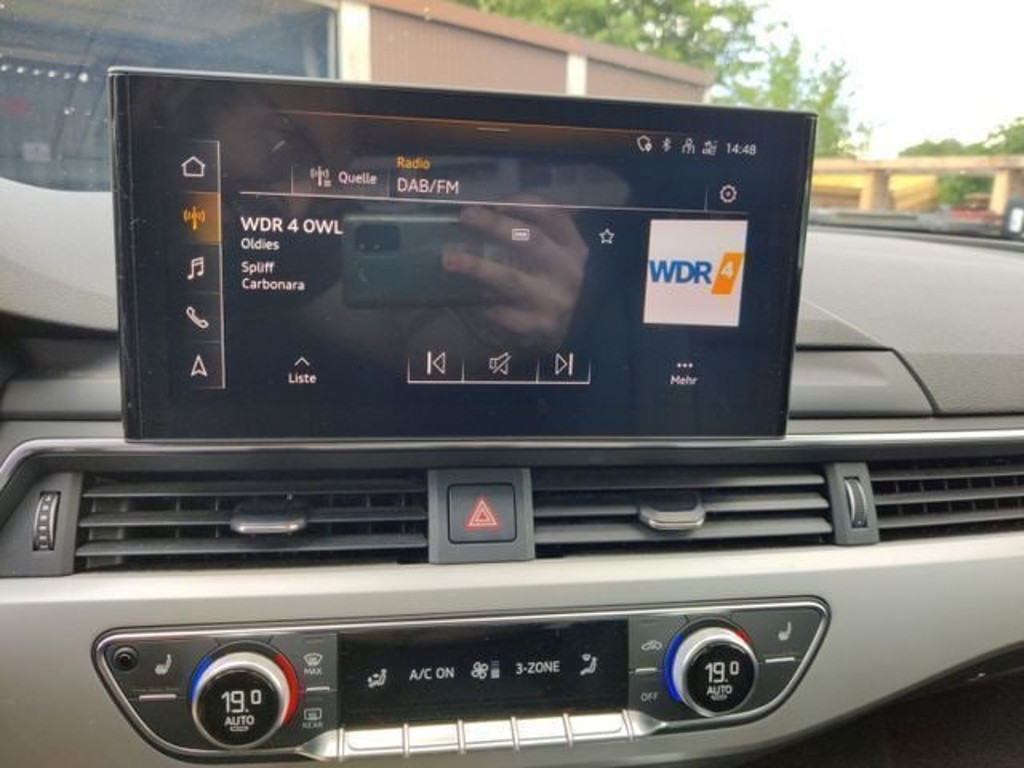 14:48
Radio
Quelle
DAB/FM
WDR 4 OWL
Oldies
Spliff
Carbonara
WDR 4
Liste
Mehr
MAX
A/C ON
3-ZONE
19.0
AUTO
REAR
OFF
19.0
AUTO